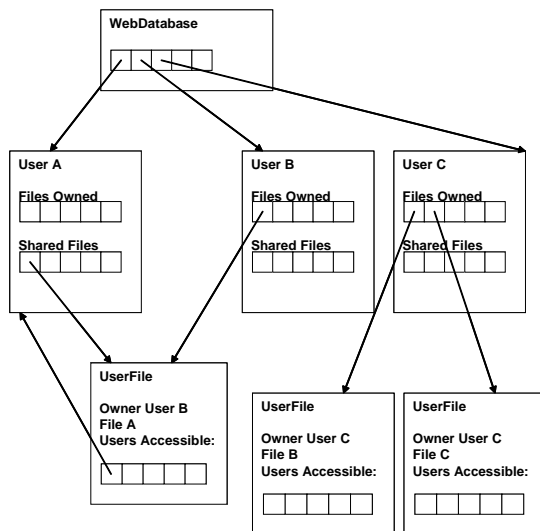 WebDatabase
User A
Files Owned
Shared Files
User B
Files Owned
Shared Files
User C
Files Owned
Shared Files
UserFile
Owner User B
File A
Users Accessible:
UserFile
Owner User C
File B
Users Accessible:
UserFile
Owner User C
File C
Users Accessible: